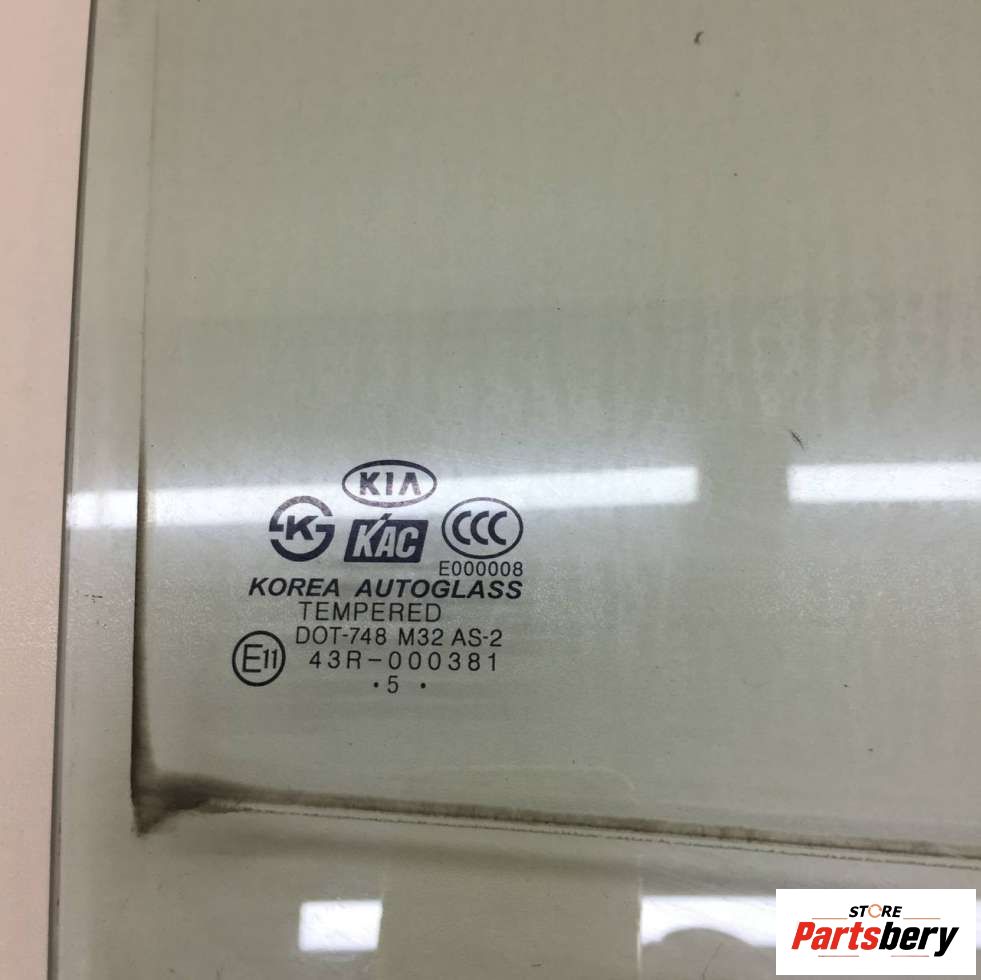 KIA
K
KAC
CCC
E000008
KOREA AUTOGLASS
TEMPERED
DOT-748 M32 AS-2
E11
43R-000381
·5 ·
STORE
Partsbery